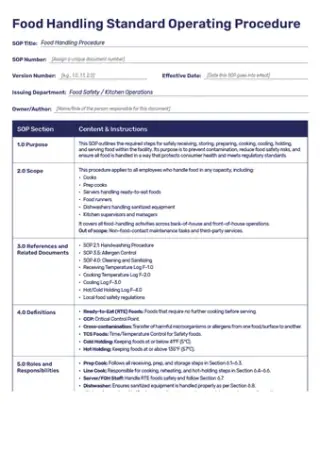 Food Handling Standard Operating Procedure
SOP Title: Food Handling Procedure
SOP Number: [Assign a unique document number]
Version Number: [e.g., 1.0, 1.1, 2.0] Effective Date: [Date this SOP goes into effect]
Issuing Department: Food Safety / Kitchen Operations
Owner/Author: [Name/Role of the person responsible for this document]
SOP Section Content & Instructions
1.0 Purpose
This SOP outlines the required steps for safely receiving, storing, preparing, cooking, cooling, holding,
and serving food within the facility. Its purpose is to prevent contamination, reduce food safety risks, and
ensure all food is handled in a way that protects consumer health and meets regulatory standards.
2.0 Scope
This procedure applies to all employees who handle food in any capacity, including:
• Cooks
• Prep cooks
• Servers handling ready-to-eat foods
• Food runners
• Dishwashers handling sanitized equipment
• Kitchen supervisors and managers
It covers all food-handling activities across back-of-house and front-of-house operations.
Out of scope: Non-food-contact maintenance tasks and third-party services.
3.0 References and
Related Documents
• SOP 2.1: Handwashing Procedure
• SOP 3.5: Allergen Control
• SOP 4.0: Cleaning and Sanitizing
• Receiving Temperature Log F-1.0
• Cooking Temperature Log F-2.0
• Cooling Log F-3.0
• Hot/Cold Holding Log F-4.0
• Local food safety regulations
4.0 Definitions
• Ready-to-Eat (RTE) Foods: Foods that require no further cooking before serving.
• CCP: Critical Control Point.
• Cross-contamination: Transfer of harmful microorganisms or allergens from one food/surface to another
• TCS Foods: Time/Temperature Control for Safety foods.
• Cold Holding: Keeping foods at or below 41°F (5°C).
• Hot Holding: Keeping foods at or above 135°F (57°C).
5.0 Roles and
Responsibilities
• Prep Cook: Follows all receiving, prep, and storage steps in Section 6.1–6.3.
• Line Cook: Responsible for cooking, reheating, and hot-holding steps in Section 6.4–6.6.
• Server/FOH Staff: Handle RTE foods safely and follow Section 6.7.
• Dishwasher: Ensures sanitized equipment is handled properly as per Section 6.8.